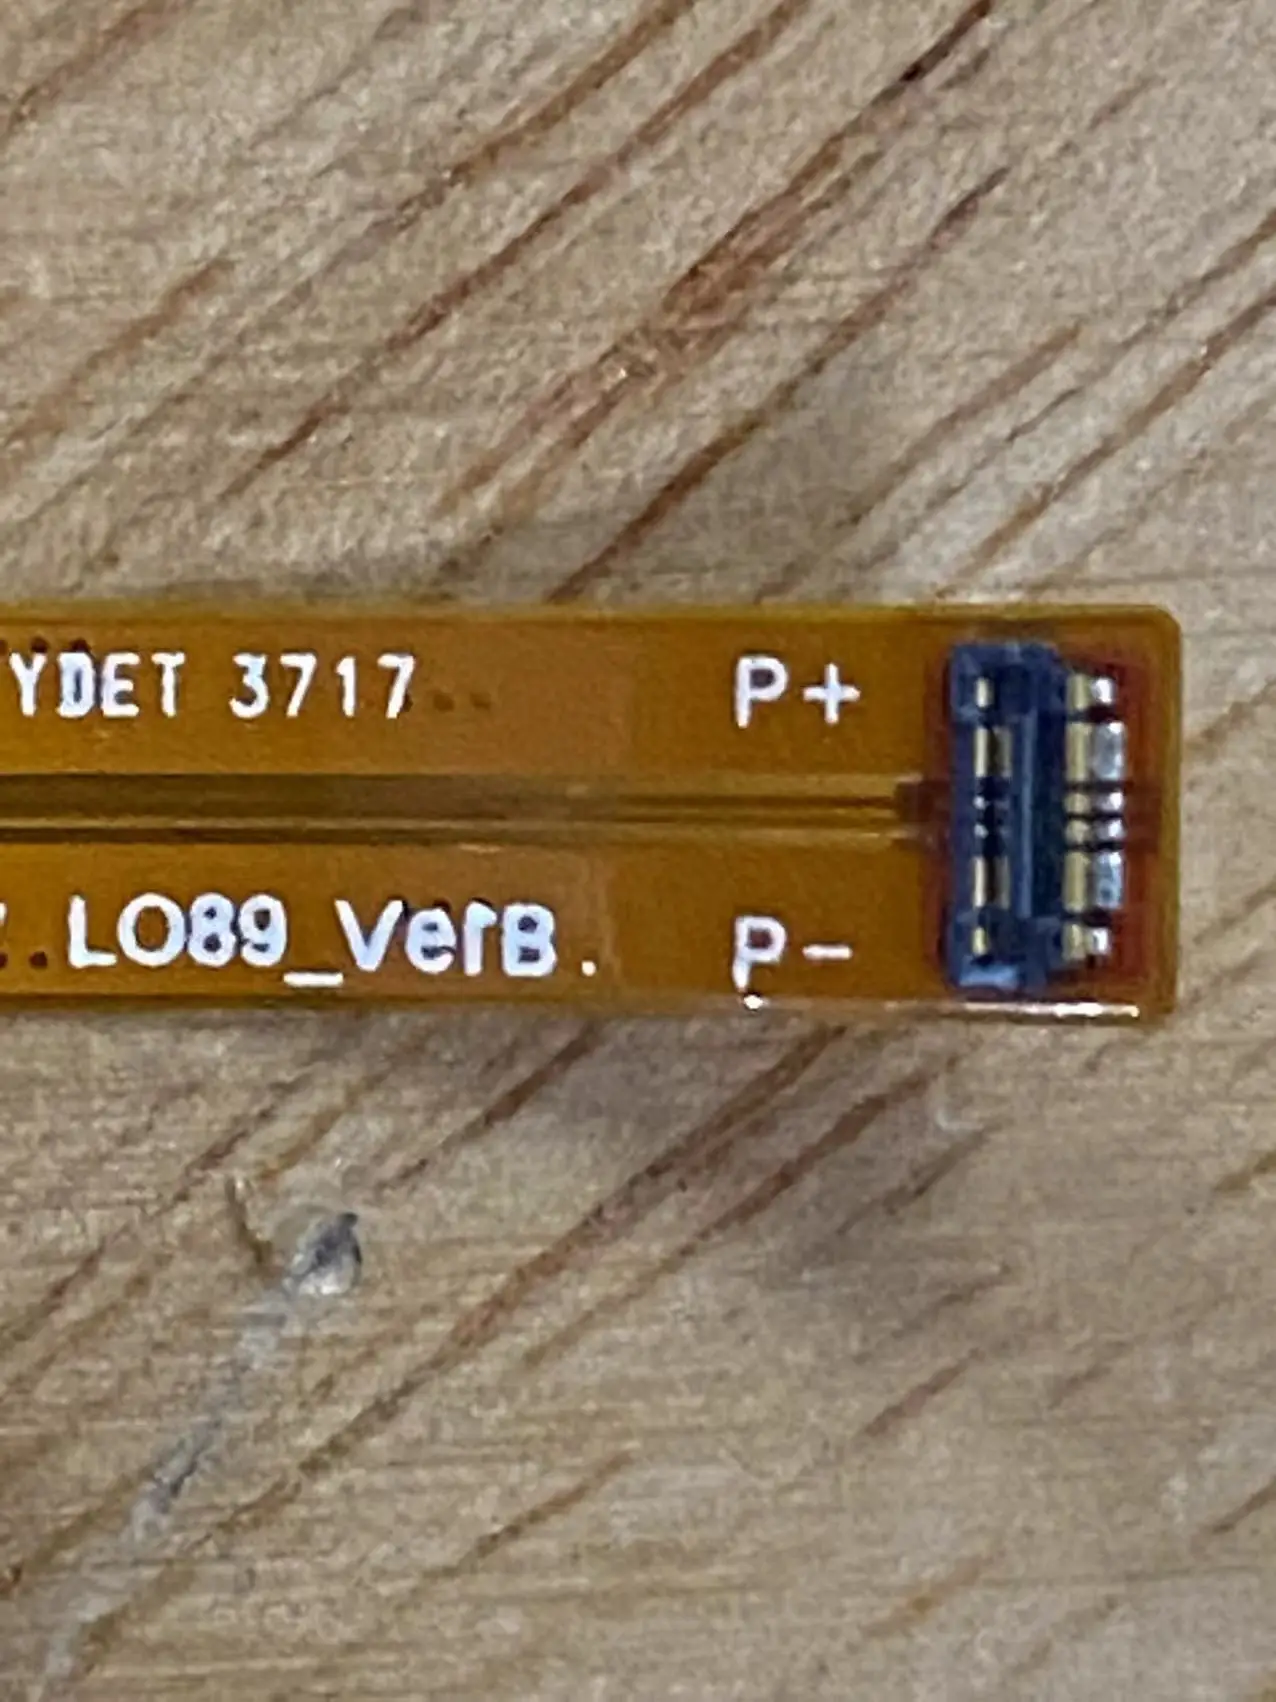 YDET 3717
P+
LO89_VerB.
P-